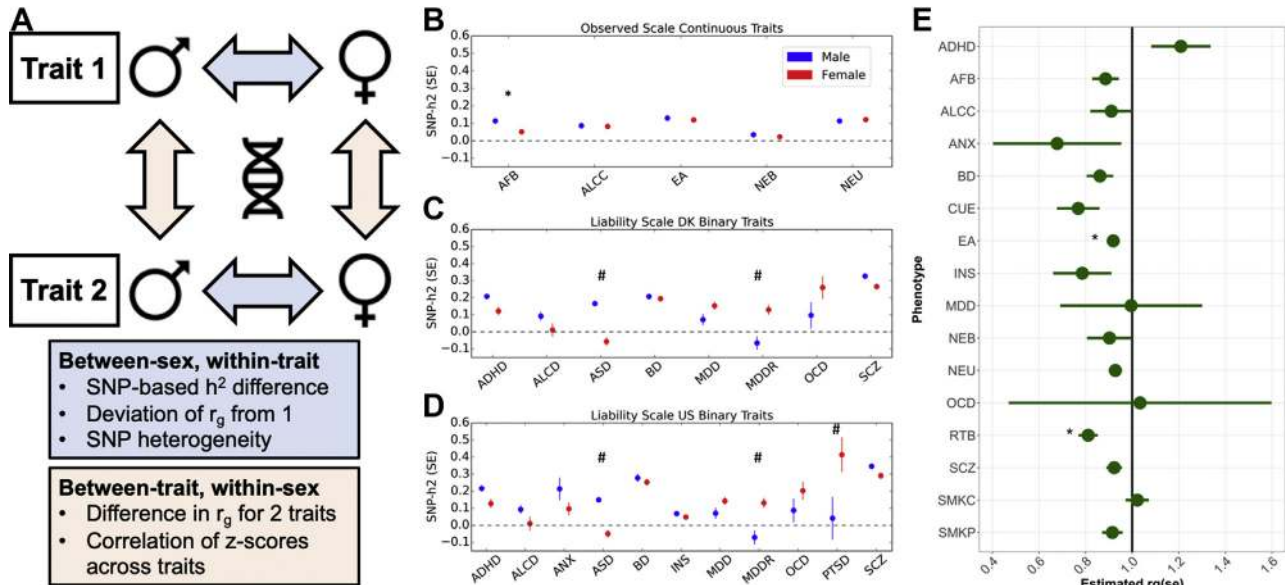 A
Trait 1
Trait 2
Between-sex, within-trait
• SNP-based h² difference
• Deviation of rg from 1
• SNP heterogeneity
Between-trait, within-sex
• Difference in rg for 2 traits
• Correlation of z-scores
across traits
B
Observed Scale Continuous Traits
SNP-h2 (SE)
0.6
0.5
0.4
0.3
0.2
0.1
0.0
−0.1
Male
Female
*
AFB
ALCC
EA
NEB
NEU
C
Liability Scale DK Binary Traits
SNP-h2 (SE)
0.6
0.5
0.4
0.3
0.2
0.1
0.0
−0.1
#
#
ADHD
ALCD
ASD
BD
MDD
MDDR
OCD
SCZ
D
Liability Scale US Binary Traits
SNP-h2 (SE)
0.6
0.5
0.4
0.3
0.2
0.1
0.0
−0.1
#
#
#
ADHD
ALCD
ANX
ASD
BD
INS
MDD
MDDR
OCD
PTSD
SCZ
E
Phenotype
ADHD
AFB
ALCC
ANX
BD
CUE
EA *
INS
MDD
NEB
NEU
OCD
RTB *
SCZ
SMKC
SMKP
0.4
0.6
0.8
1.0
1.2
1.4
1.6
Estimated rg(se)